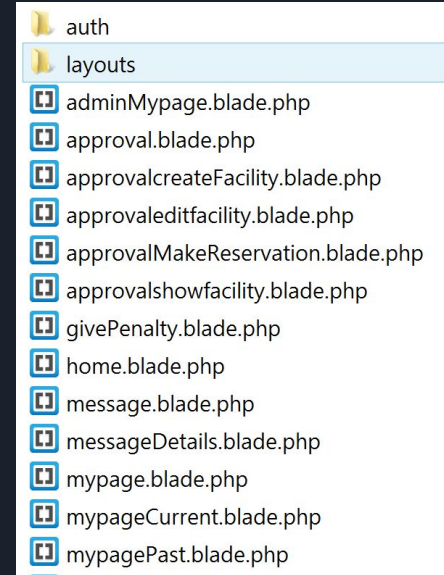 auth
layouts
adminMypage.blade.php
approval.blade.php
approvalcreateFacility.blade.php
approvaleditfacility.blade.php
approvalMakeReservation.blade.php
approvalshowfacility.blade.php
givePenalty.blade.php
home.blade.php
message.blade.php
messageDetails.blade.php
mypage.blade.php
mypageCurrent.blade.php
mypagePast.blade.php